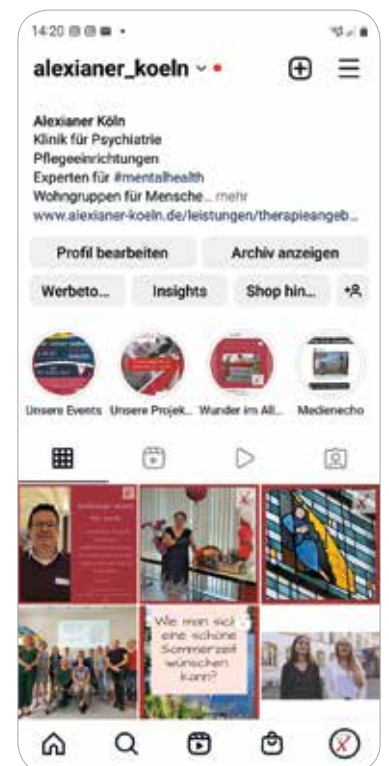 14:20
alexianer_koeln
Alexianer Köln
Klinik für Psychiatrie
Pflegeeinrichtungen
Experten für #mentalhealth
Wohngruppen für Mensche... mehr
www.alexianer-koeln.de/leistungen/therapieangeb...
Profil bearbeiten Archiv anzeigen
Werbeto... Insights Shop hin...
Unsere Events Unsere Projek... Wunder im All... Medienecho
Wie man sich
eine schöne
Sommerzeit
wünschen
kann?